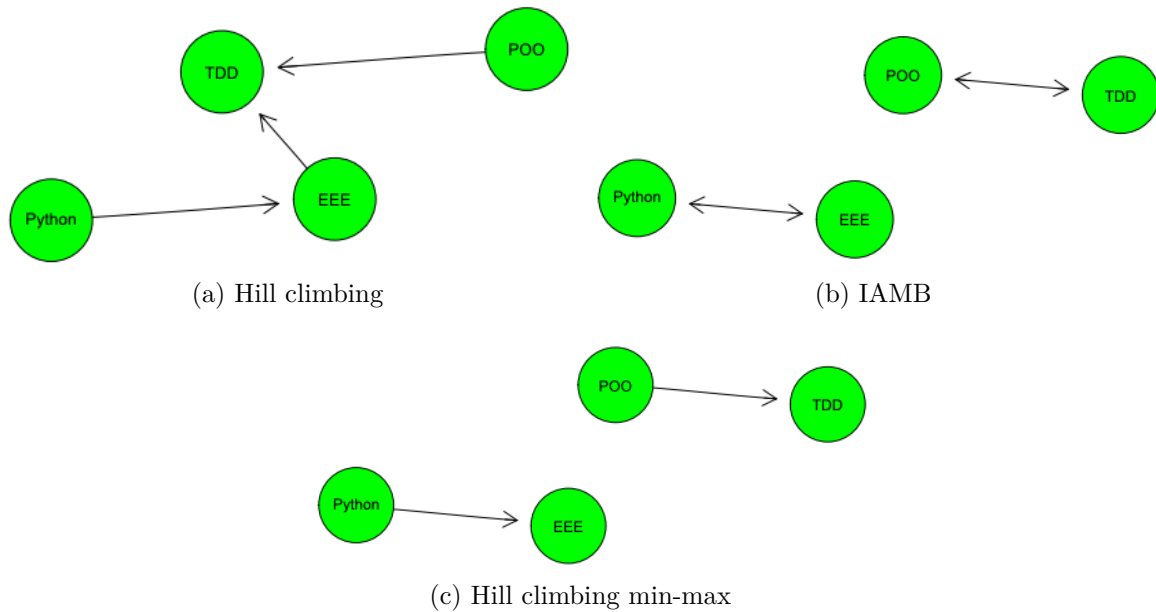 POO
TDD
EEE
Python
(a) Hill climbing
POO
TDD
Python
EEE
(b) IAMB
POO
TDD
Python
EEE
(c) Hill climbing min-max